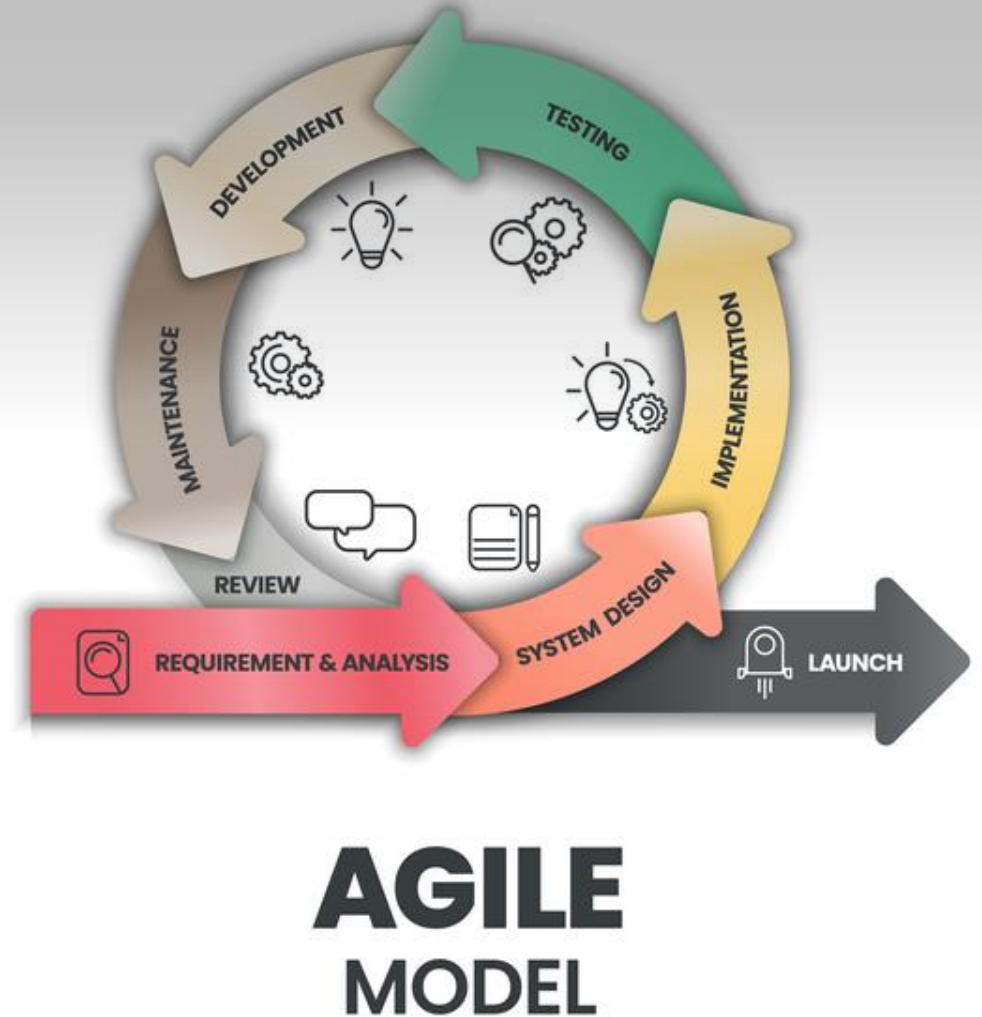 TESTING
DEVELOPMENT
IMPLEMENTATION
MAINTENANCE
REVIEW
SYSTEM DESIGN
REQUIREMENT & ANALYSIS
LAUNCH
AGILE
MODEL